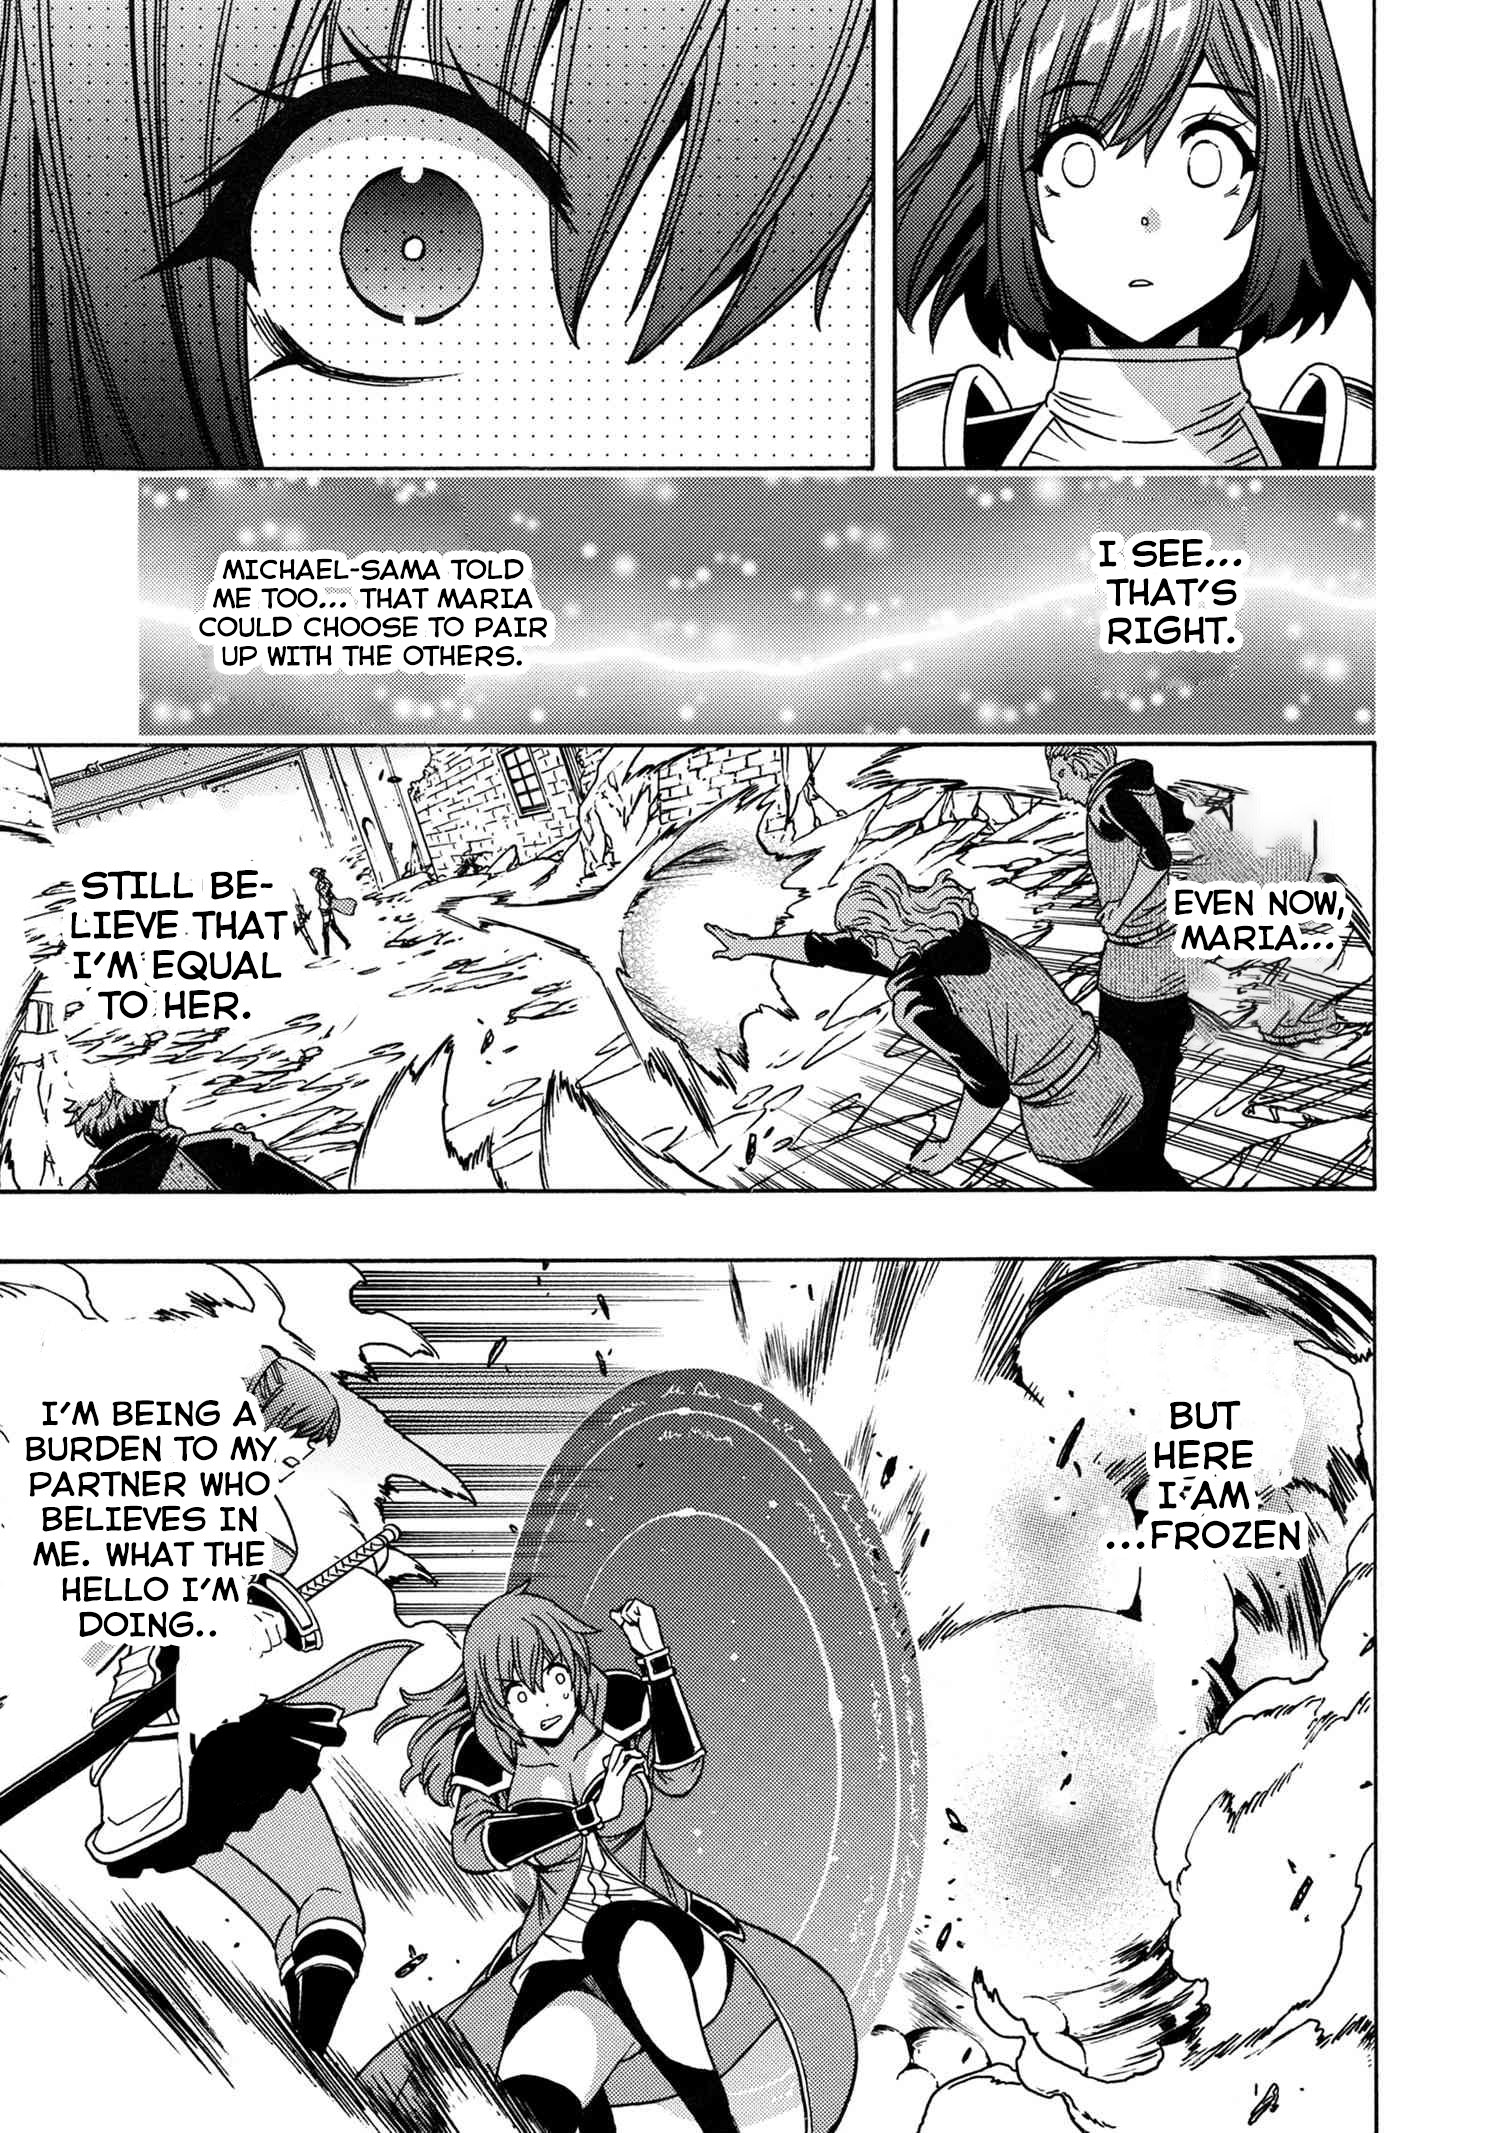 I SEE...
THAT'S
RIGHT.
MICHAEL-SAMA TOLD
ME TOO... THAT MARIA
COULD CHOOSE TO PAIR
UP WITH THE OTHERS.
EVEN NOW,
MARIA...
STILL BE-
LIEVE THAT
I'M EQUAL
TO HER.
BUT
HERE
I AM
...FROZEN
I'M BEING A
BURDEN TO MY
PARTNER WHO
BELIEVES IN
ME. WHAT THE
HELLO I'M
DOING..